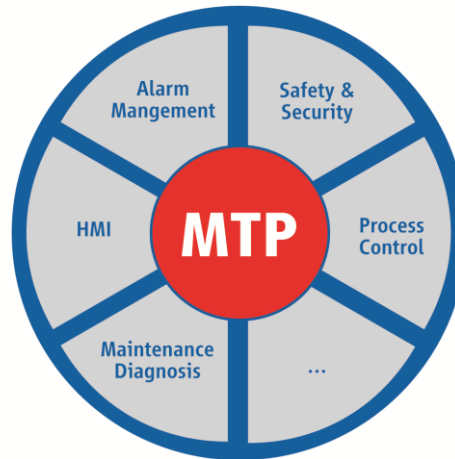 Alarm
Mangement
Safety &
Security
HMI
MTP
Process
Control
Maintenance
Diagnosis
...